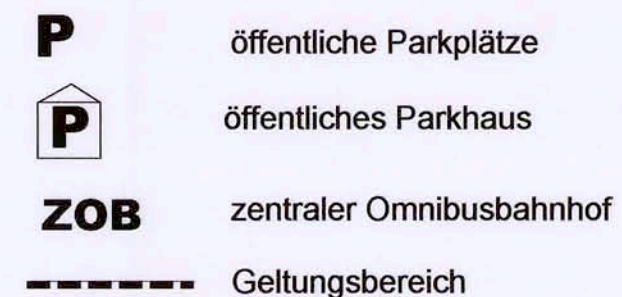 P öffentliche Parkplätze
P öffentliches Parkhaus
ZOB zentraler Omnibusbahnhof
Geltungsbereich